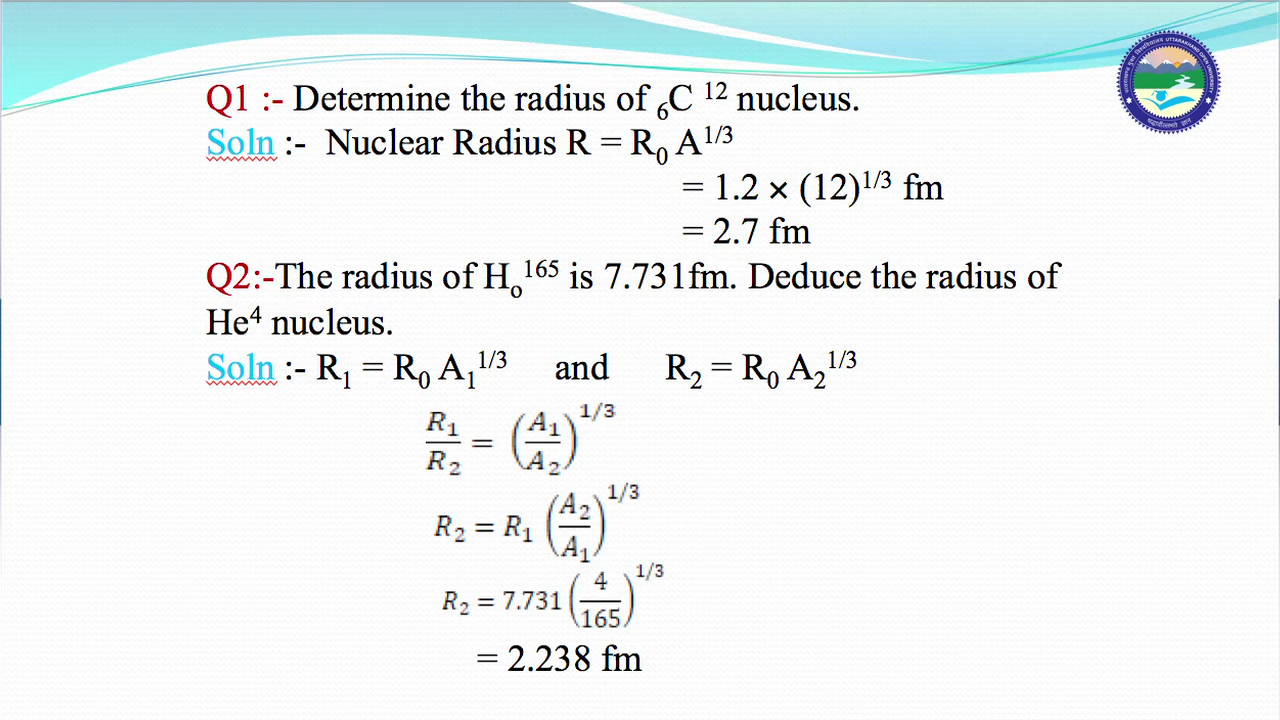 Q1 :- Determine the radius of ₆C ¹² nucleus.
Soln :- Nuclear Radius R = R₀ A¹/³
= 1.2 × (12)¹/³ fm
= 2.7 fm
Q2:-The radius of Hₒ¹⁶⁵ is 7.731fm. Deduce the radius of
He⁴ nucleus.
Soln :- R₁ = R₀ A₁¹/³ and R₂ = R₀ A₂¹/³
R₁/R₂ = (A₁/A₂)¹/³
R₂ = R₁ (A₂/A₁)¹/³
R₂ = 7.731 (4/165)¹/³
= 2.238 fm
UTTARAKHAND OPEN UNIVERSITY